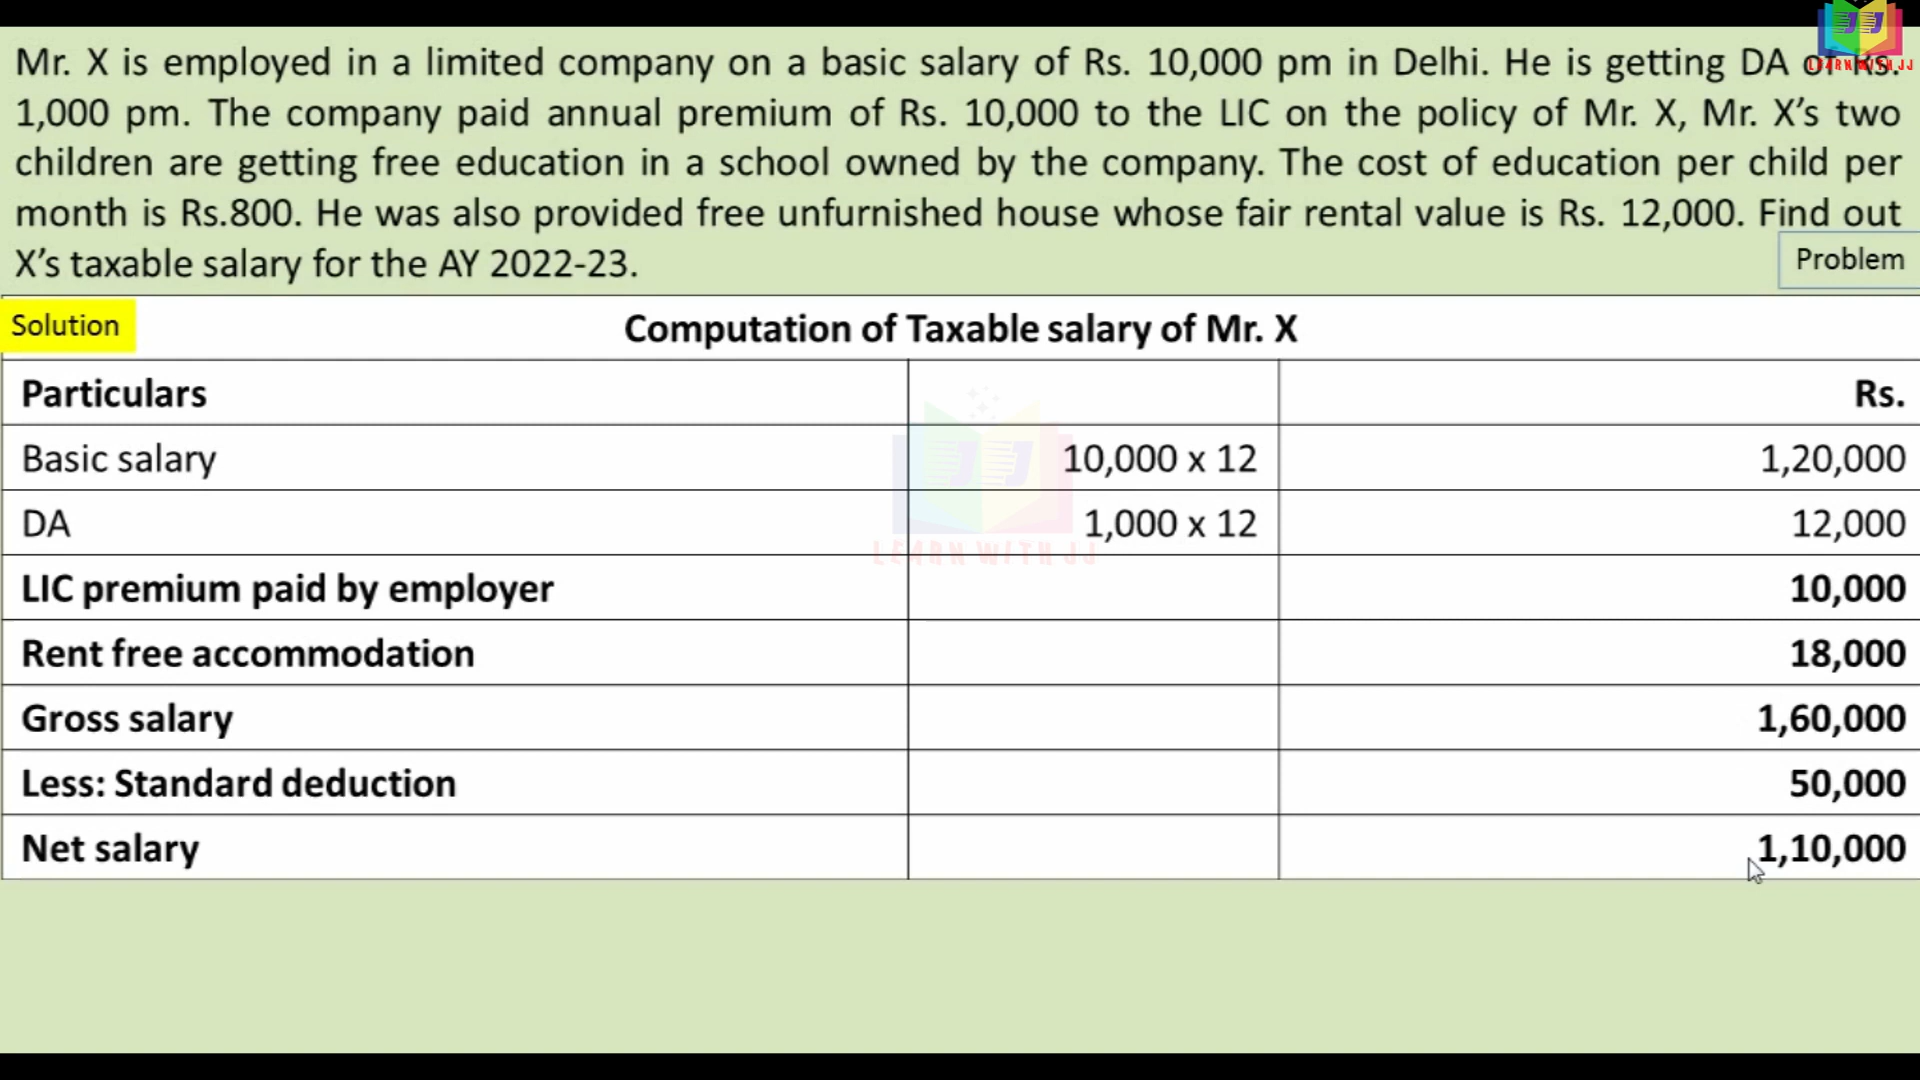 Mr. X is employed in a limited company on a basic salary of Rs. 10,000 pm in Delhi. He is getting DA of Rs.
1,000 pm. The company paid annual premium of Rs. 10,000 to the LIC on the policy of Mr. X, Mr. X’s two
children are getting free education in a school owned by the company. The cost of education per child per
month is Rs.800. He was also provided free unfurnished house whose fair rental value is Rs. 12,000. Find out
X’s taxable salary for the AY 2022-23.
Problem
LEARN WITH JJ
Solution
Computation of Taxable salary of Mr. X
Particulars Rs.
Basic salary 10,000 x 12 1,20,000
DA 1,000 x 12 12,000
LEARN WITH JJ
LIC premium paid by employer 10,000
Rent free accommodation 18,000
Gross salary 1,60,000
Less: Standard deduction 50,000
Net salary 1,10,000